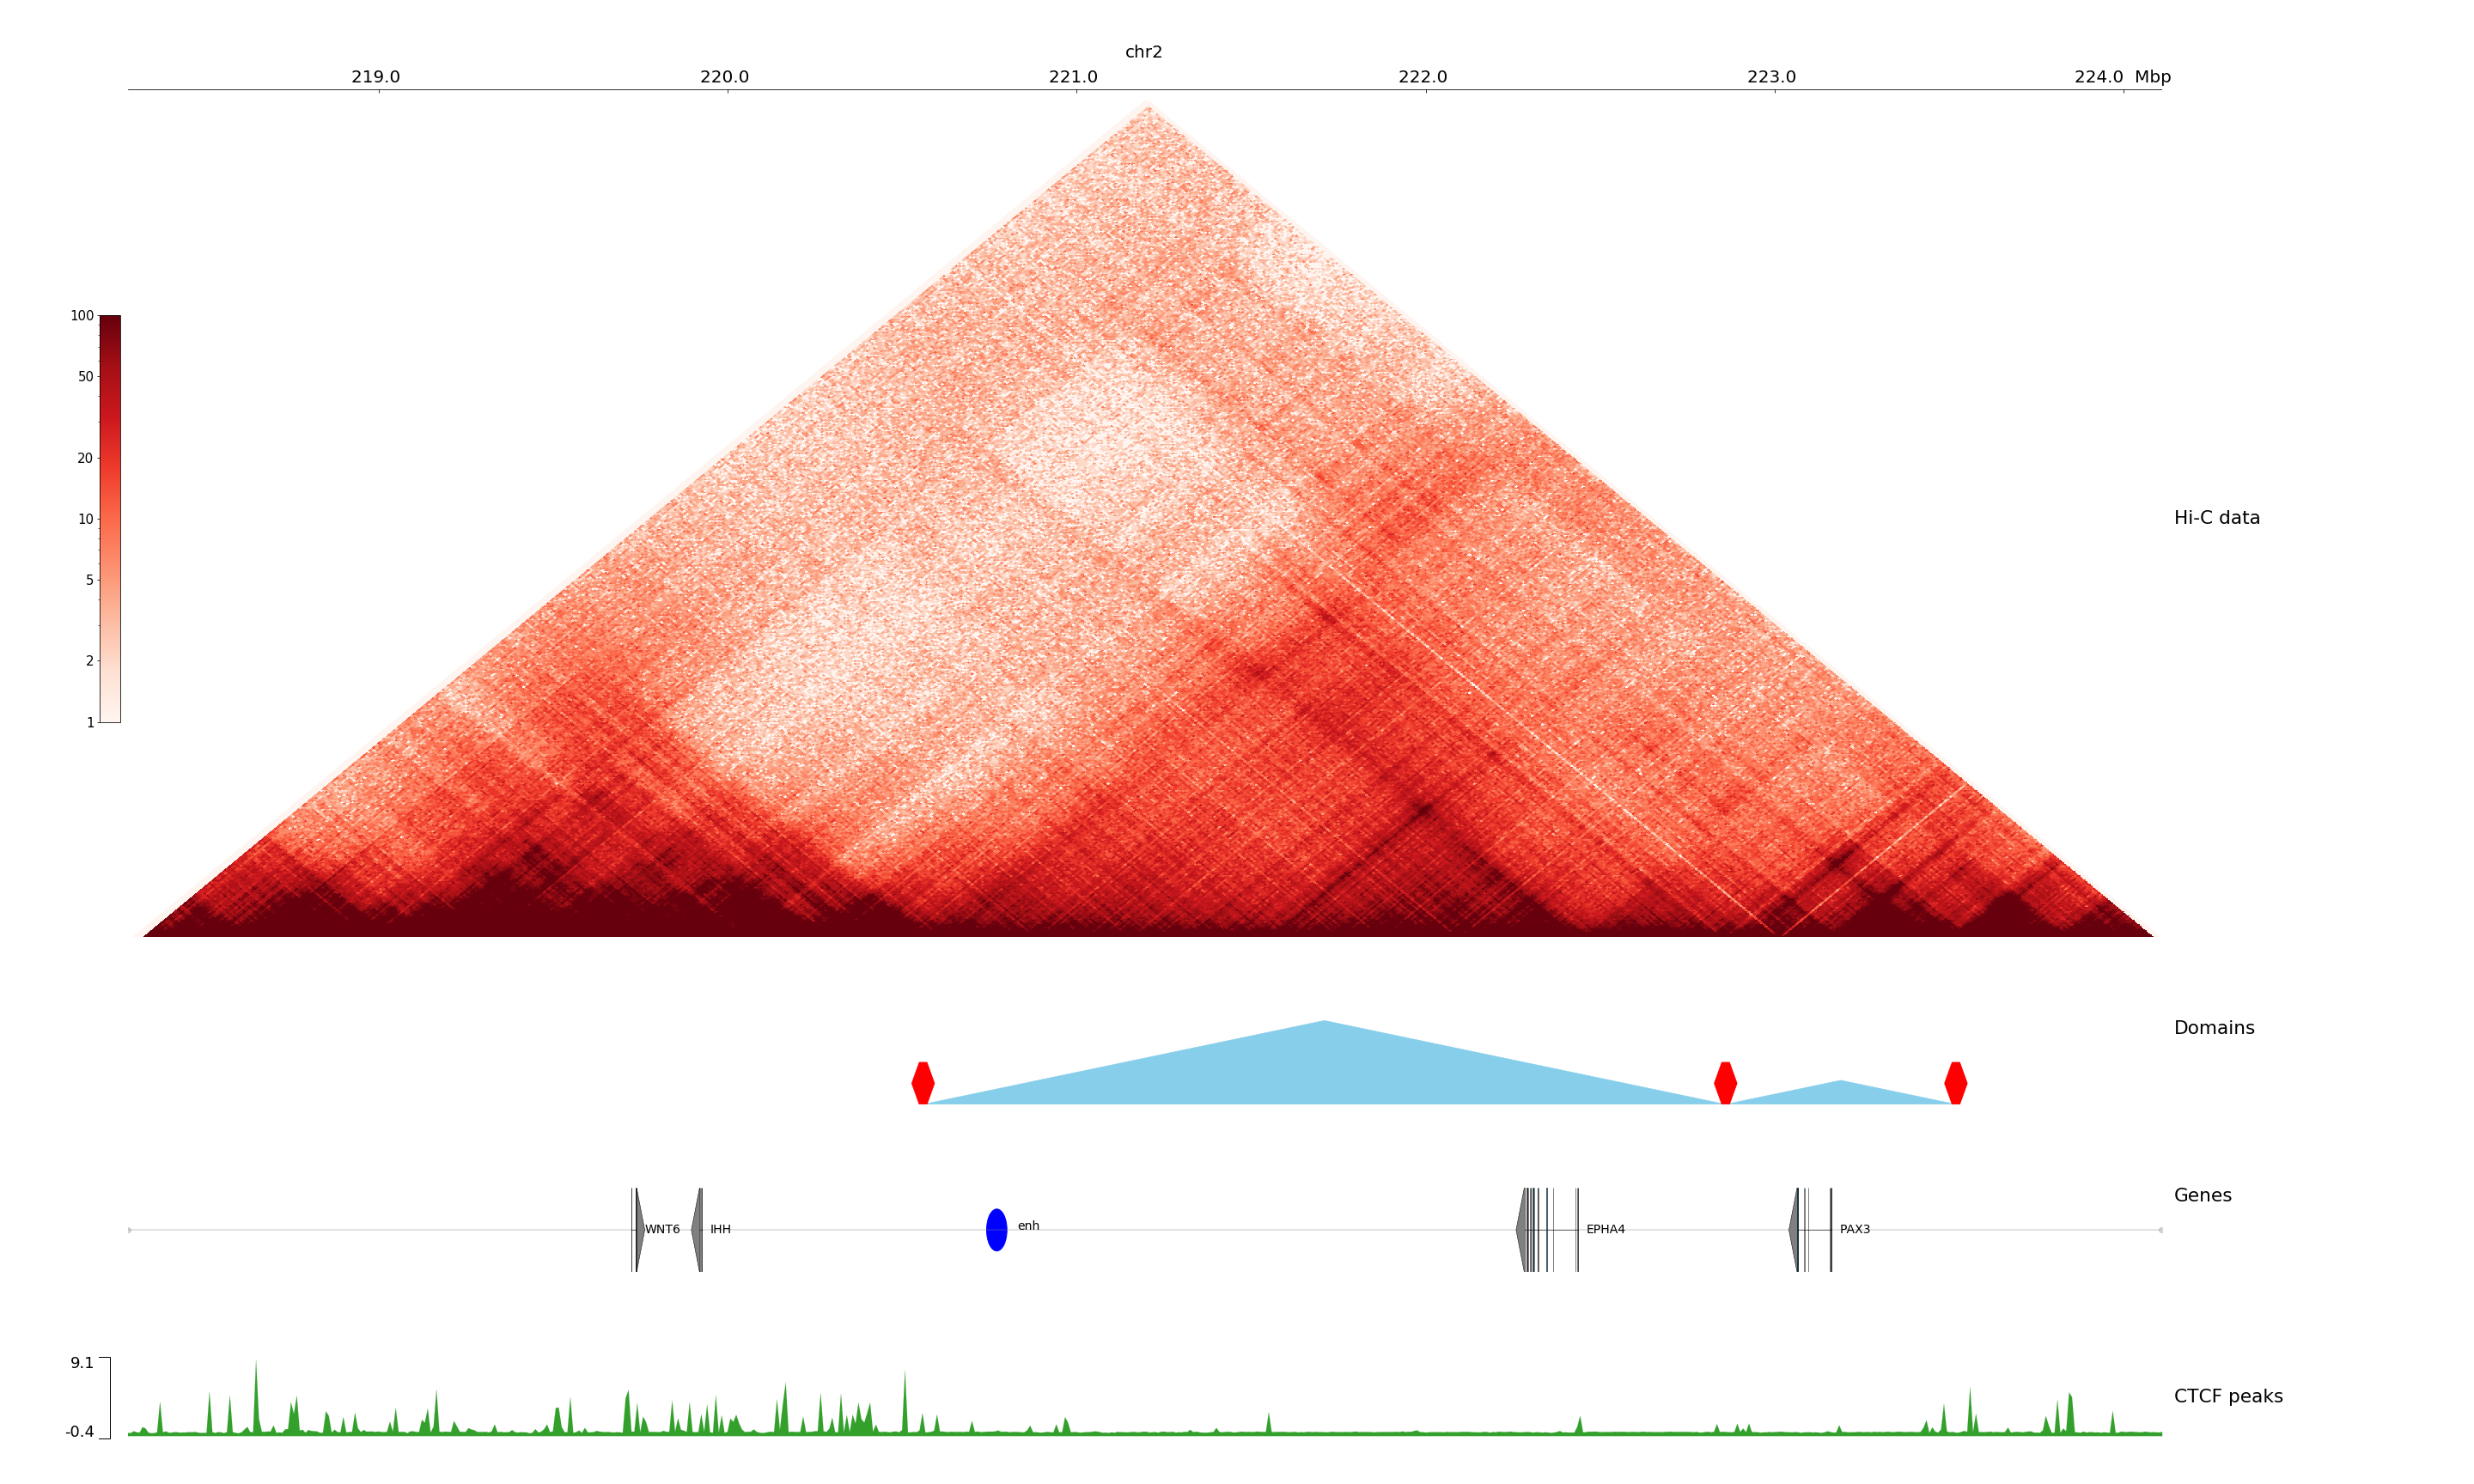 chr2
219.0 220.0 221.0 222.0 223.0 224.0 Mbp
100
50
20
10
5
2
1
Hi-C data
Domains
Genes
WNT6 IHH enh EPHA4 PAX3
9.1
-0.4
CTCF peaks